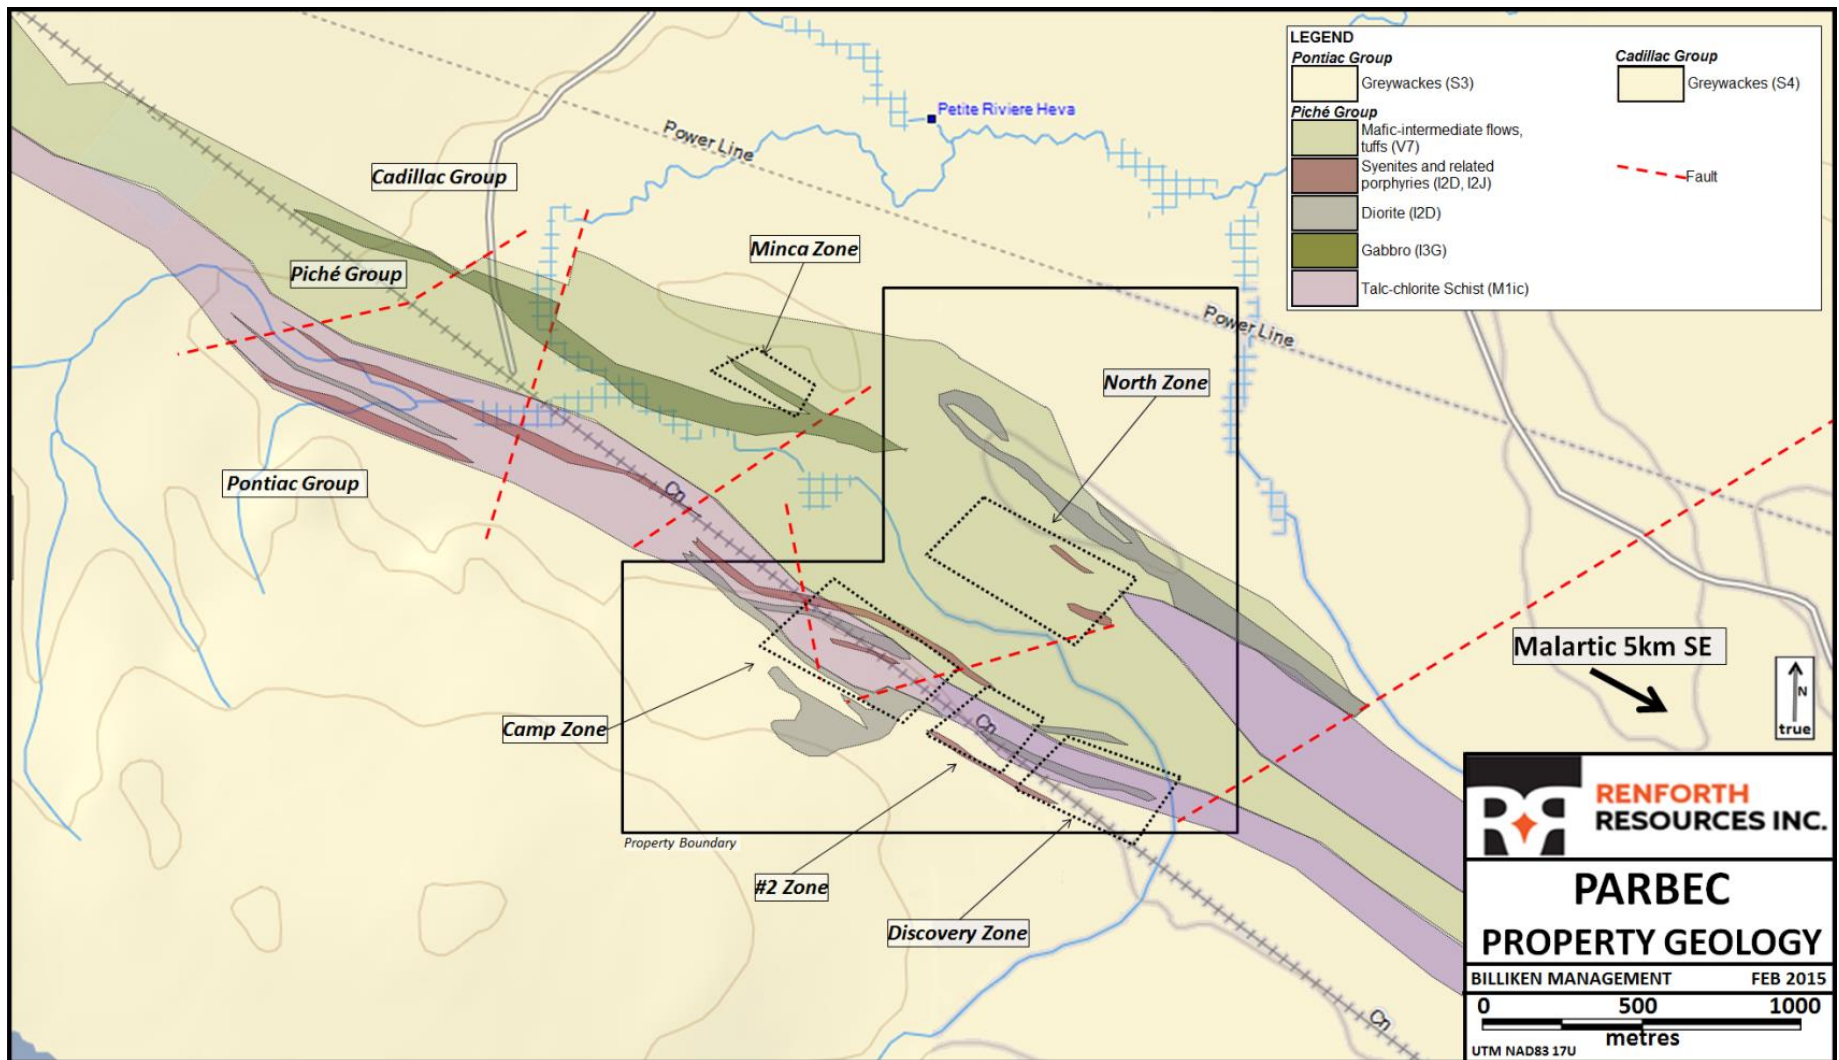 LEGEND
Pontiac Group
Cadillac Group
Greywackes (S3)
Greywackes (S4)
Piché Group
Mafic-intermediate flows,
tuffs (V7)
Syenites and related
porphyries (I2D, I2J)
Fault
Diorite (I2D)
Gabbro (I3G)
Talc-chlorite Schist (M1ic)
Petite Riviere Heva
Power Line
Cadillac Group
Minca Zone
Piché Group
Power Line
North Zone
Pontiac Group
Cn
Malartic 5km SE
N
true
Camp Zone
Cn
Property Boundary
#2 Zone
Discovery Zone
Cn
RENFORTH
RESOURCES INC.
PARBEC
PROPERTY GEOLOGY
BILLIKEN MANAGEMENT FEB 2015
0 500 1000
metres
UTM NAD83 17U